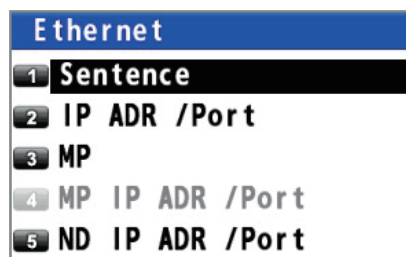 Ethernet
1 Sentence
2 IP ADR /Port
3 MP
4 MP IP ADR /Port
5 ND IP ADR /Port